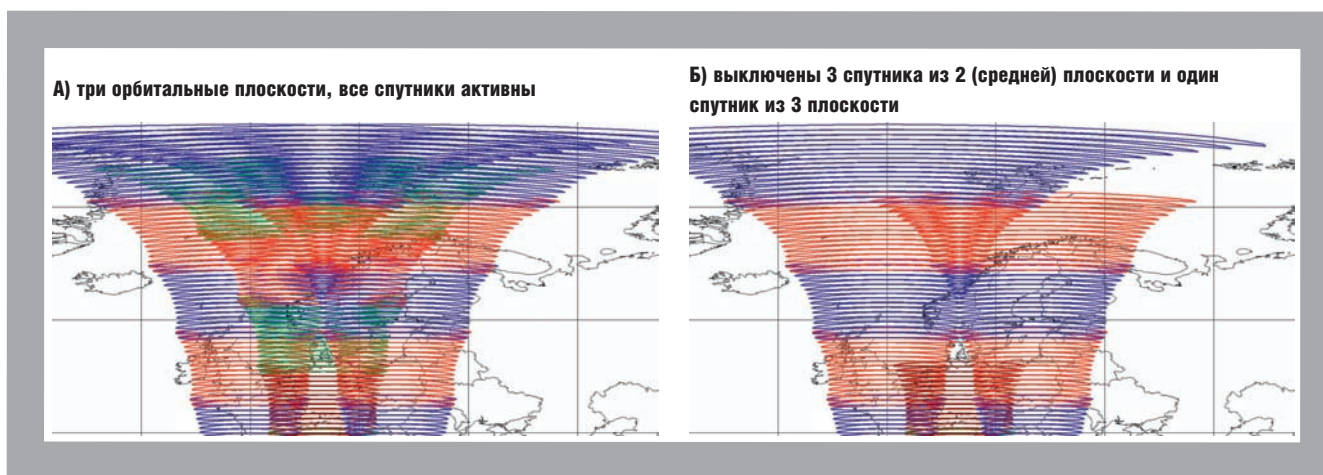 А) три орбитальные плоскости, все спутники активны
Б) выключены 3 спутника из 2 (средней) плоскости и один
спутник из 3 плоскости